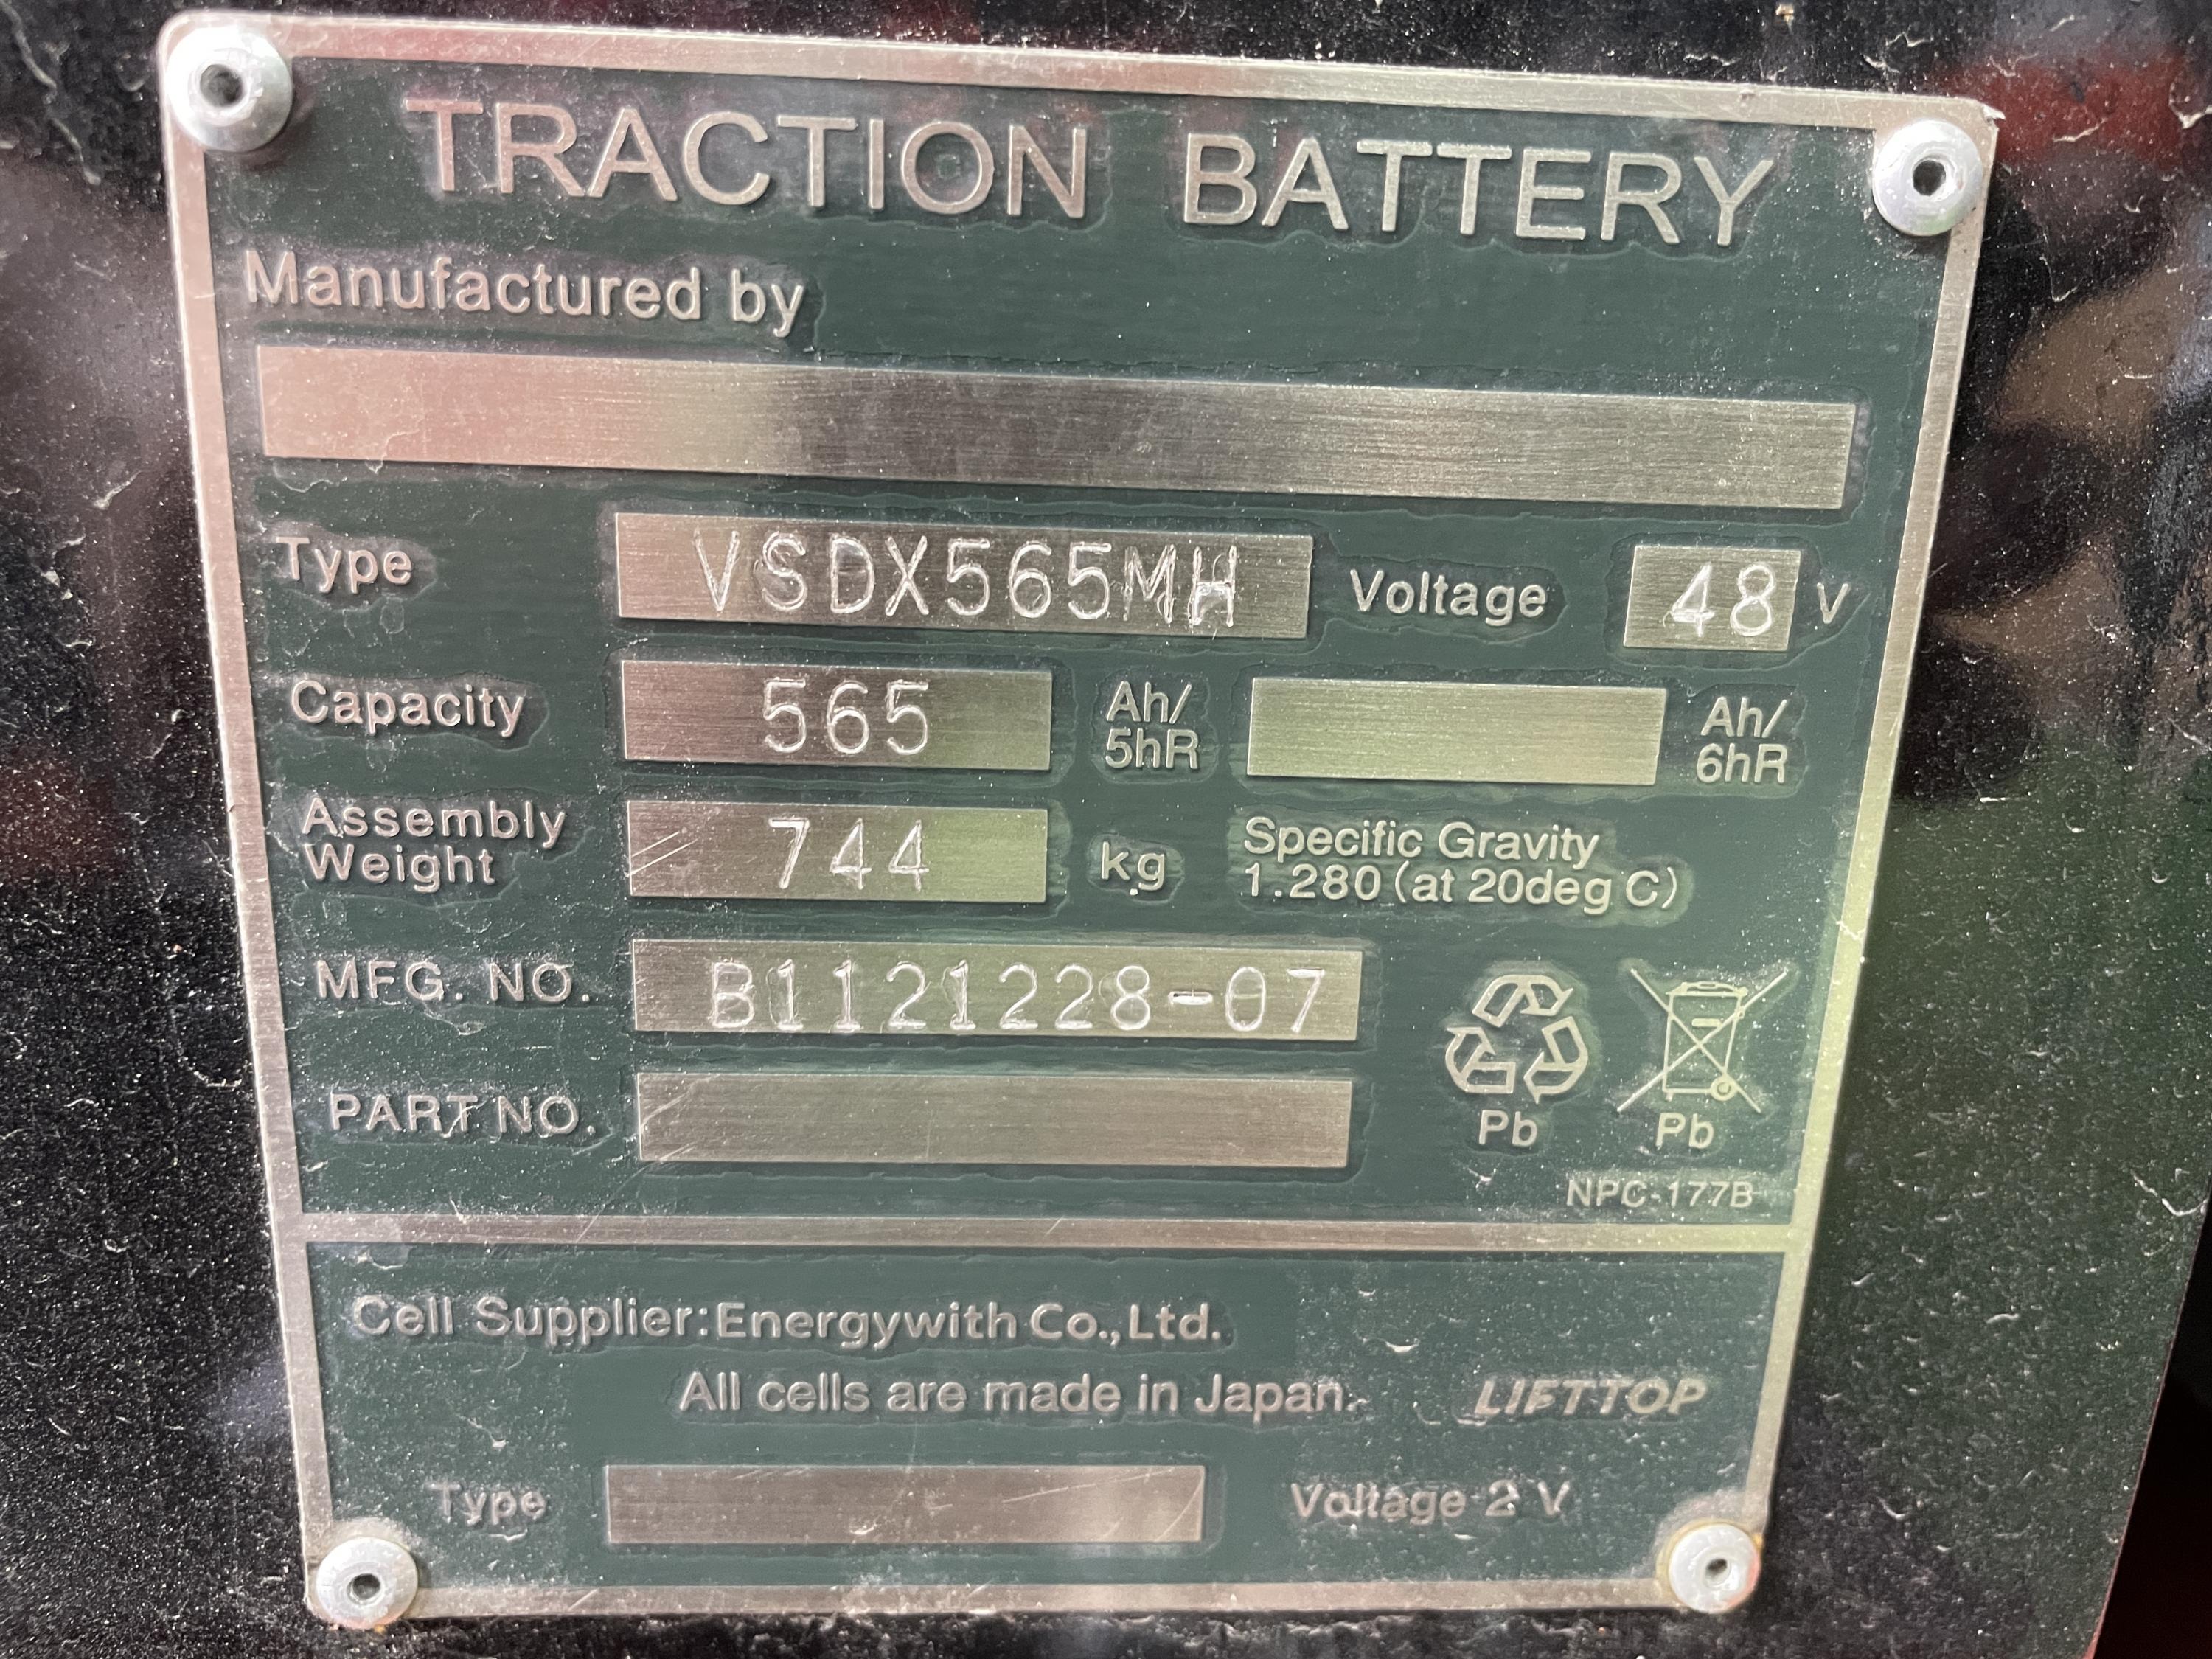 TRACTION BATTERY
Manufactured by
Type VSDX565MH Voltage 48 V
Capacity 565 Ah/5hR Ah/6hR
Assembly Weight 744 kg
Specific Gravity
1.280 (at 20deg C)
MFG. NO. B1121228-07
PART NO.
Pb Pb
NPC-177B
Cell Supplier:Energywith Co.,Ltd.
All cells are made in Japan.
LIFTTOP
Type Voltage 2 V